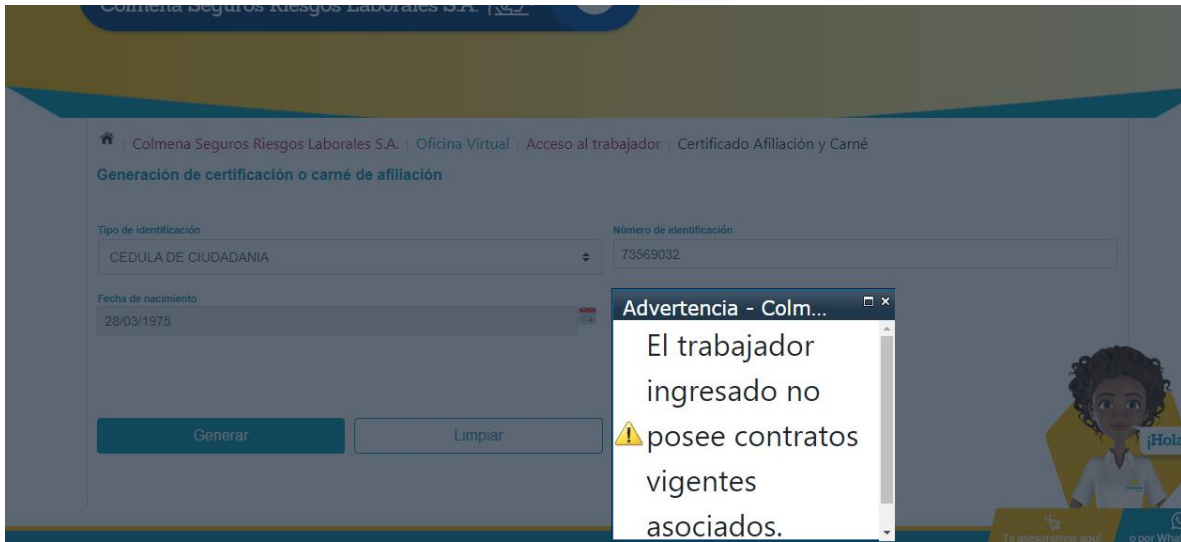 Colmena Seguros Riesgos Laborales S.A.
Colmena Seguros Riesgos Laborales S.A. | Oficina Virtual | Acceso al trabajador | Certificado Afiliación y Carné
Generación de certificación o carné de afiliación
Tipo de identificación
Número de identificación
CEDULA DE CIUDADANIA
73569032
Fecha de nacimiento
28/03/1975
Advertencia - Colm...
El trabajador
ingresado no
posee contratos
vigentes
asociados.
Generar
Limpiar
¡Hola
Te asesoramos aquí
o por What